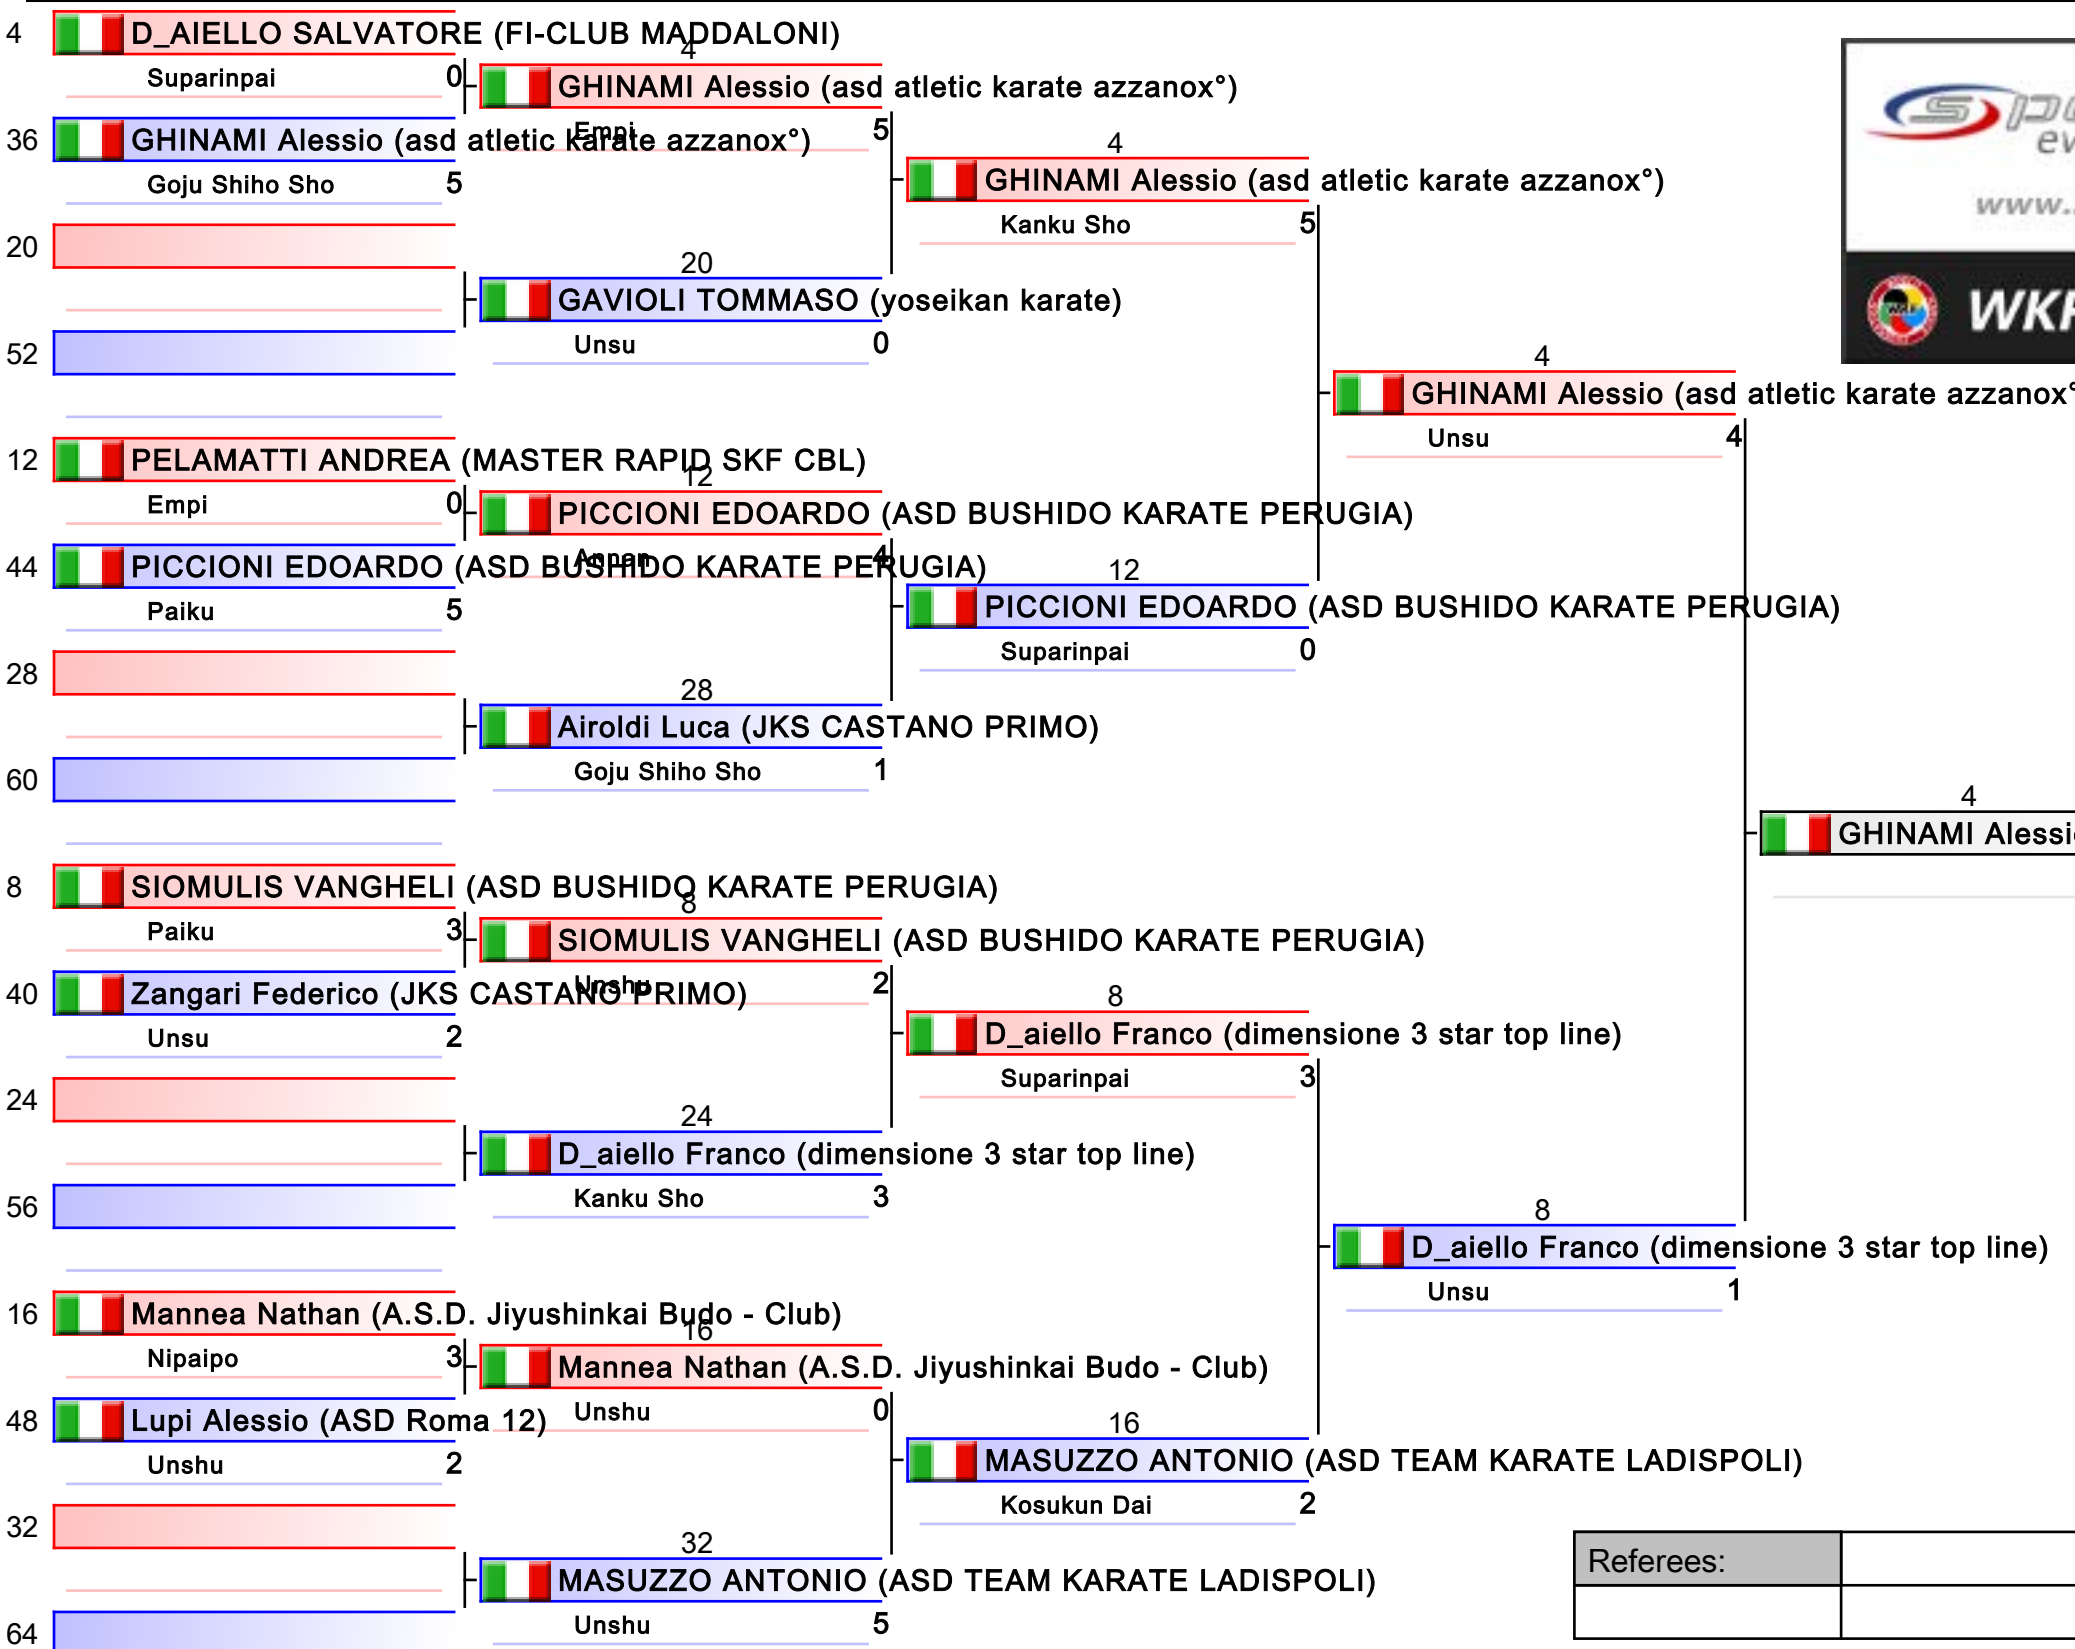 4 D_AIELLO SALVATORE (FI-CLUB MADDALONI)
Suparinpai 0
36 GHINAMI Alessio (asd atletic karate azzanox°)
Goju Shiho Sho 5
20
52
12 PELAMATTI ANDREA (MASTER RAPID SKF CBL)
Empi 0
44 PICCIONI EDOARDO (ASD BUSHIDO KARATE PERUGIA)
Paiku 5
28
60
8 SIOMULIS VANGHELI (ASD BUSHIDO KARATE PERUGIA)
Paiku 3
40 Zangari Federico (JKS CASTANO PRIMO)
Unsu 2
24
56
16 Mannea Nathan (A.S.D. Jiyushinkai Budo - Club)
Nipaipo 3
48 Lupi Alessio (ASD Roma 12)
Unshu 2
32
64
4
GHINAMI Alessio (asd atletic karate azzanox°)
Empi 5
20
GAVIOLI TOMMASO (yoseikan karate)
Unsu 0
12
PICCIONI EDOARDO (ASD BUSHIDO KARATE PERUGIA)
Annan 4
28
Airoldi Luca (JKS CASTANO PRIMO)
Goju Shiho Sho 1
8
SIOMULIS VANGHELI (ASD BUSHIDO KARATE PERUGIA)
Unshu 2
24
D_aiello Franco (dimensione 3 star top line)
Kanku Sho 3
16
Mannea Nathan (A.S.D. Jiyushinkai Budo - Club)
Unshu 0
32
MASUZZO ANTONIO (ASD TEAM KARATE LADISPOLI)
Unshu 5
4
GHINAMI Alessio (asd atletic karate azzanox°)
Kanku Sho 5
12
PICCIONI EDOARDO (ASD BUSHIDO KARATE PERUGIA)
Suparinpai 0
8
D_aiello Franco (dimensione 3 star top line)
Suparinpai 3
16
MASUZZO ANTONIO (ASD TEAM KARATE LADISPOLI)
Kosukun Dai 2
4
GHINAMI Alessio (asd atletic karate azzanox°
Unsu 4
8
D_aiello Franco (dimensione 3 star top line)
Unsu 1
4
GHINAMI Alessi
www.
WKF
Referees: